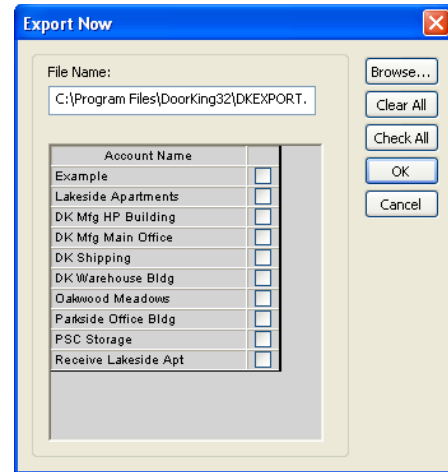 Export Now
File Name:
C:\Program Files\DoorKing32\DKEXPORT.
Browse...
Clear All
Check All
OK
Cancel
Account Name
Example
Lakeside Apartments
DK Mfg HP Building
DK Mfg Main Office
DK Shipping
DK Warehouse Bldg
Oakwood Meadows
Parkside Office Bldg
PSC Storage
Receive Lakeside Apt